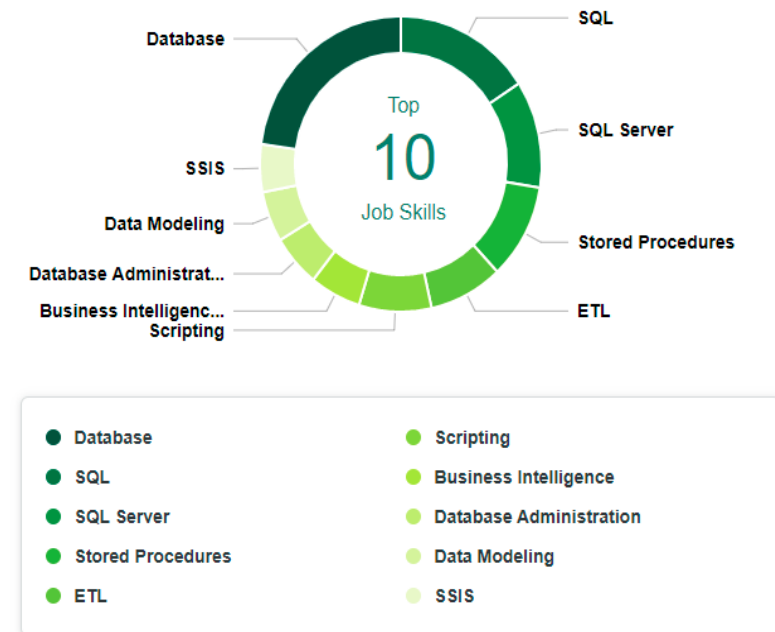 SQL
Database
Top
10
Job Skills
SQL Server
SSIS
Data Modeling
Stored Procedures
Database Administrat...
Business Intelligenc...
ETL
Scripting
Database
SQL
SQL Server
Stored Procedures
ETL
Scripting
Business Intelligence
Database Administration
Data Modeling
SSIS